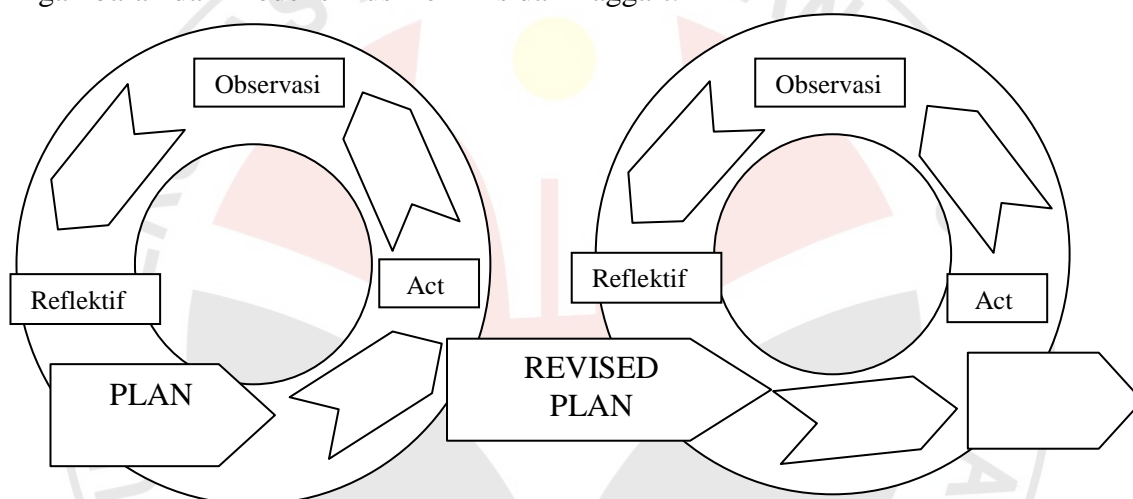 Observasi
Observasi
Reflektif
Act
Reflektif
Act
PLAN
REVISED
PLAN